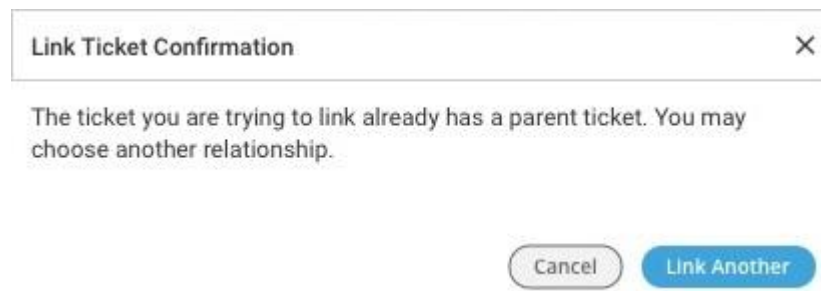 Link Ticket Confirmation
The ticket you are trying to link already has a parent ticket. You may
choose another relationship.
Cancel
Link Another